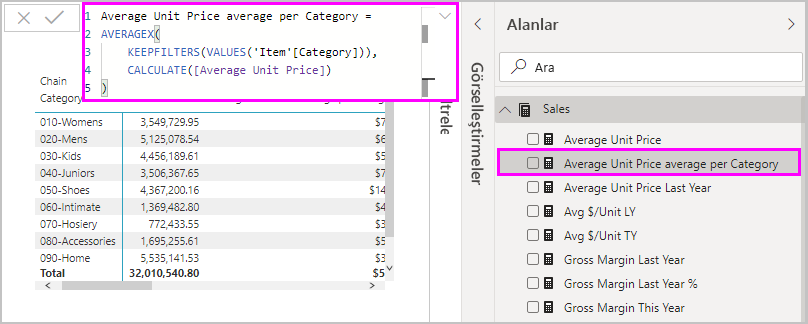 1 Average Unit Price average per Category =
2 AVERAGEX(
3 KEEPFILTERS(VALUES('Item'[Category])),
4 CALCULATE([Average Unit Price])
5 )
Chain
Category
010-Womens 3,549,729.95 $7
020-Mens 5,125,078.54 $6
030-Kids 4,456,189.61 $5
040-Juniors 3,506,367.65 $7
050-Shoes 4,367,200.16 $14
060-Intimate 1,369,482.80 $4
070-Hosiery 772,433.55 $3
080-Accessories 1,695,255.61 $5
090-Home 5,535,141.53 $3
Total 32,010,540.80 $5
Görselleştirmeler
Alanlar
Ara
Sales
Average Unit Price
Average Unit Price average per Category
Average Unit Price Last Year
Avg $/Unit LY
Avg $/Unit TY
Gross Margin Last Year
Gross Margin Last Year %
Gross Margin This Year